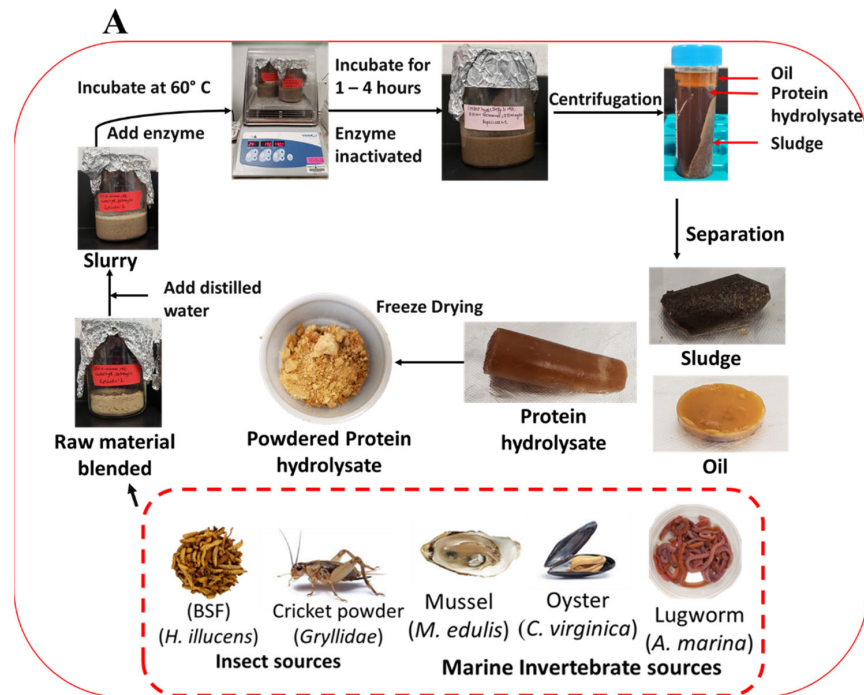 A
Incubate at 60° C
Add enzyme
Incubate for
1 – 4 hours
Enzyme
inactivated
Centrifugation
Oil
Protein
hydrolysate
Sludge
Slurry
Add distilled
water
Raw material
blended
Separation
Sludge
Oil
Freeze Drying
Protein
hydrolysate
Powdered Protein
hydrolysate
(BSF)
(H. illucens)
Cricket powder
(Gryllidae)
Insect sources
Mussel
(M. edulis)
Oyster
(C. virginica)
Lugworm
(A. marina)
Marine Invertebrate sources